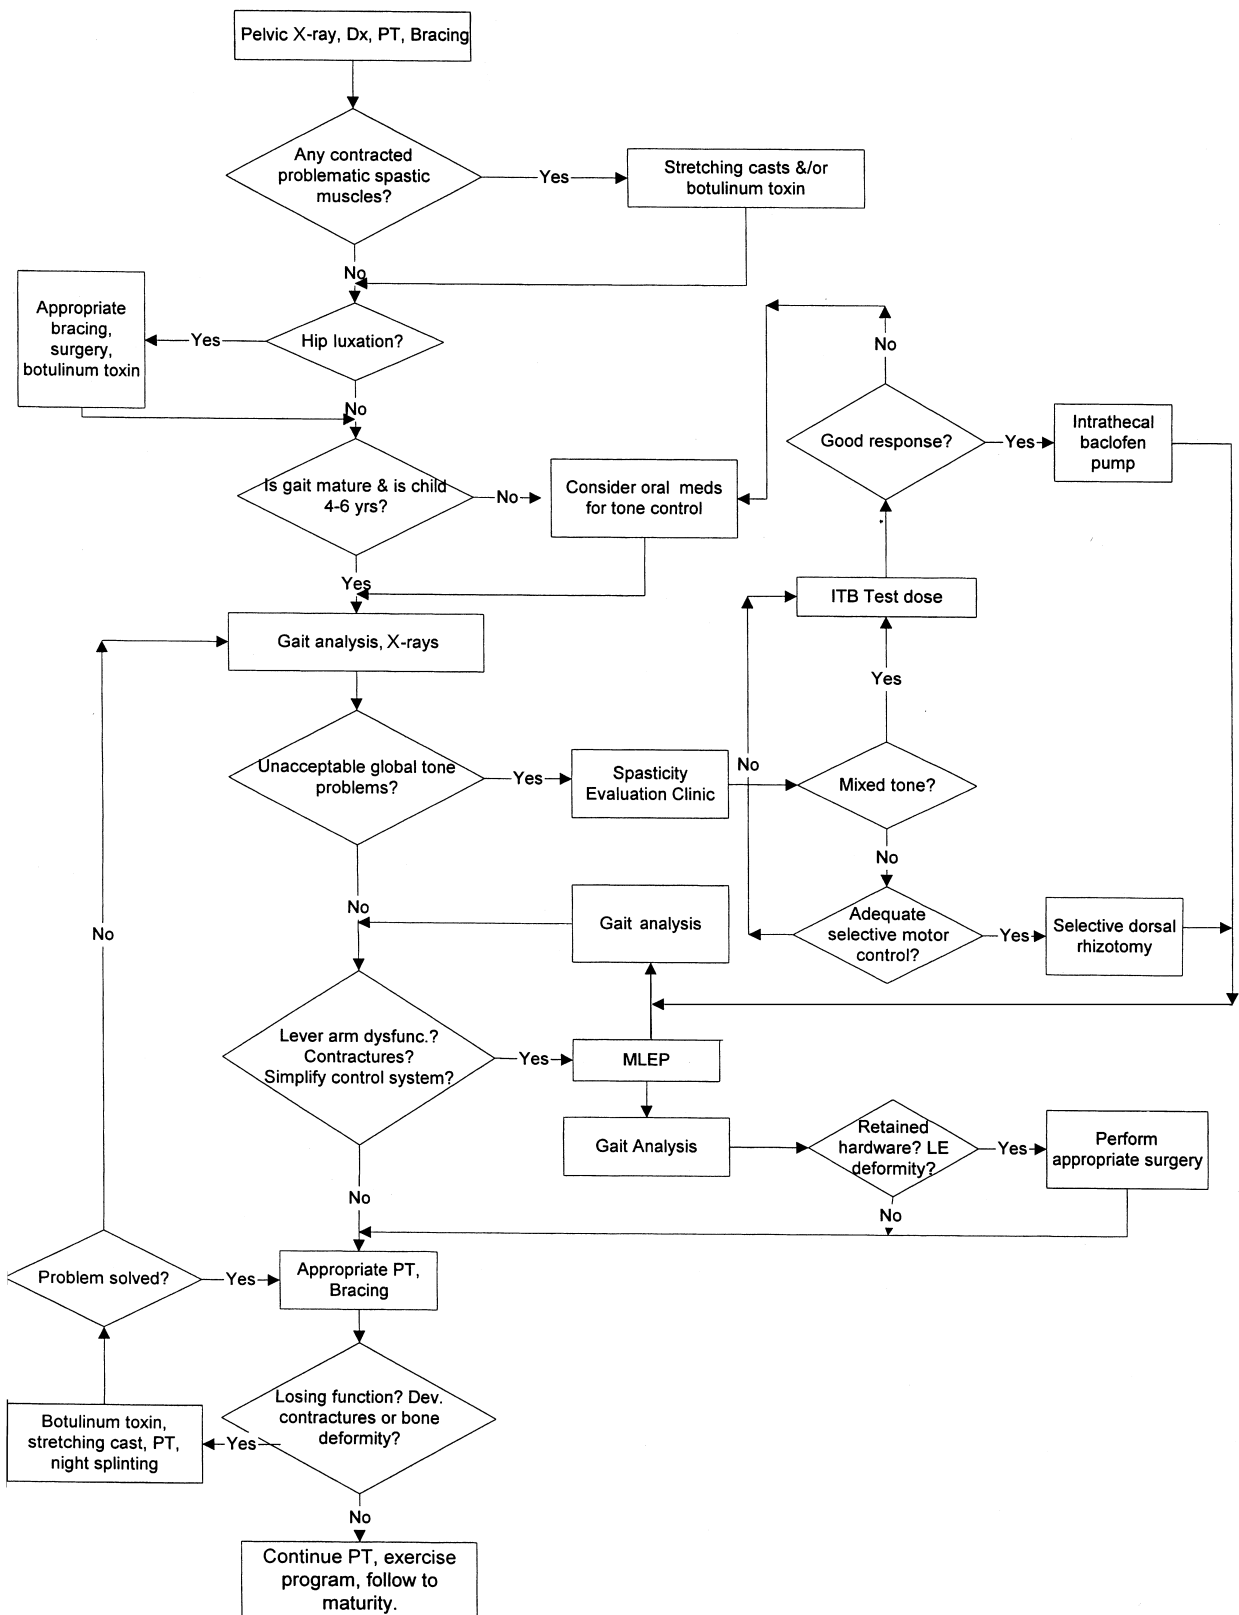 Pelvic X-ray, Dx, PT, Bracing
Any contracted
problematic spastic
muscles?
Yes
Stretching casts &/or
botulinum toxin
No
Appropriate
bracing,
surgery,
botulinum toxin
Yes
Hip luxation?
No
No
Good response?
Yes
Intrathecal
baclofen
pump
Is gait mature & is child
4-6 yrs?
No
Consider oral meds
for tone control
Yes
ITB Test dose
Gait analysis, X-rays
Yes
Unacceptable global tone
problems?
Yes
Spasticity
Evaluation Clinic
No
Mixed tone?
No
No
Gait analysis
Adequate
selective motor
control?
Yes
Selective dorsal
rhizotomy
No
Lever arm dysfunc.?
Contractures?
Simplify control system?
Yes
MLEP
Gait Analysis
Retained
hardware? LE
deformity?
Yes
Perform
appropriate surgery
No
No
Problem solved?
Yes
Appropriate PT,
Bracing
Losing function? Dev.
contractures or bone
deformity?
Yes
Botulinum toxin,
stretching cast, PT,
night splinting
No
Continue PT, exercise
program, follow to
maturity.